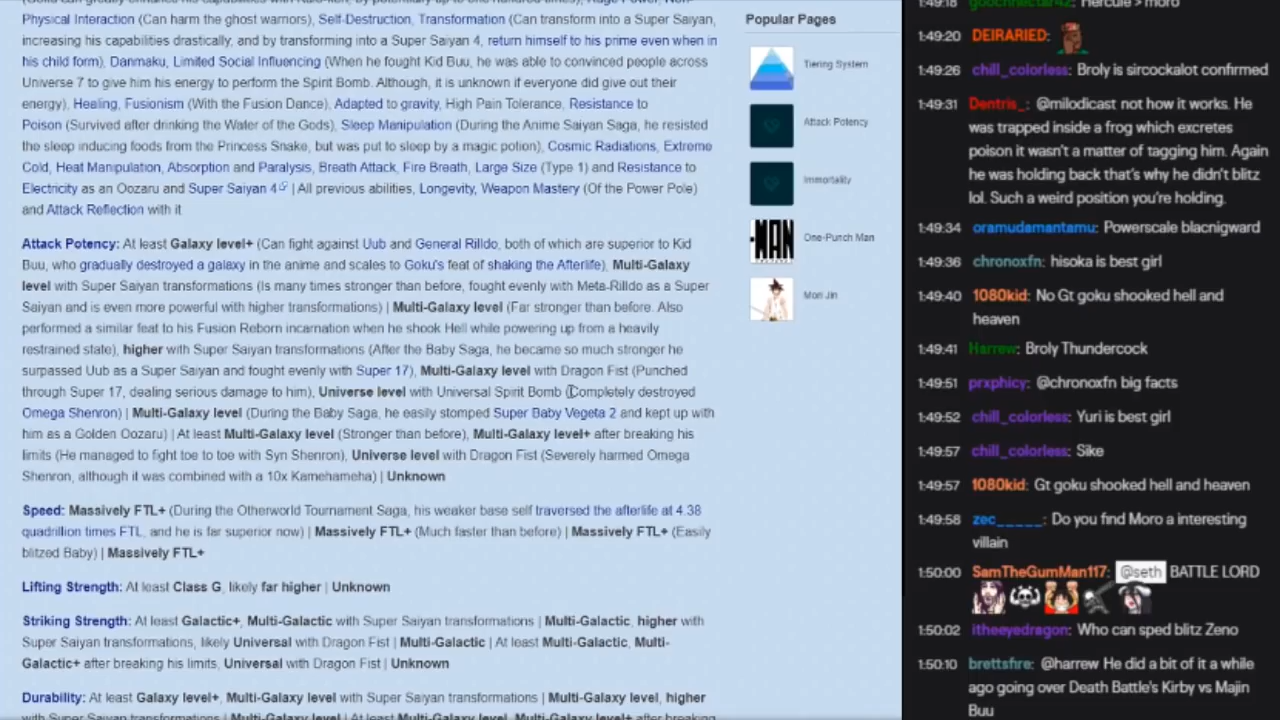 Physical Interaction (Can harm the ghost warriors), Self-Destruction, Transformation (Can transform into a Super Saiyan,
increasing his capabilities drastically, and by transforming into a Super Saiyan 4, return himself to his prime even when in
his child form), Danmaku, Limited Social Influencing (When he fought Kid Buu, he was able to convinced people across
Universe 7 to give him his energy to perform the Spirit Bomb. Although, it is unknown if everyone did give out their
energy), Healing, Fusionism (With the Fusion Dance), Adapted to gravity, High Pain Tolerance, Resistance to
Poison (Survived after drinking the Water of the Gods), Sleep Manipulation (During the Anime Saiyan Saga, he resisted
the sleep inducing foods from the Princess Snake, but was put to sleep by a magic potion), Cosmic Radiations, Extreme
Cold, Heat Manipulation, Absorption and Paralysis, Breath Attack, Fire Breath, Large Size (Type 1) and Resistance to
Electricity as an Oozaru and Super Saiyan 4 | All previous abilities, Longevity, Weapon Mastery (Of the Power Pole)
and Attack Reflection with it
Attack Potency: At least Galaxy level+ (Can fight against Uub and General Rilldo, both of which are superior to Kid
Buu, who gradually destroyed a galaxy in the anime and scales to Goku's feat of shaking the Afterlife), Multi-Galaxy
level with Super Saiyan transformations (Is many times stronger than before, fought evenly with Meta-Rilldo as a Super
Saiyan and is even more powerful with higher transformations) | Multi-Galaxy level (Far stronger than before. Also
performed a similar feat to his Fusion Reborn incarnation when he shook Hell while powering up from a heavily
restrained state), higher with Super Saiyan transformations (After the Baby Saga, he became so much stronger he
surpassed Uub as a Super Saiyan and fought evenly with Super 17), Multi-Galaxy level with Dragon Fist (Punched
through Super 17, dealing serious damage to him), Universe level with Universal Spirit Bomb (Completely destroyed
Omega Shenron) | Multi-Galaxy level (During the Baby Saga, he easily stomped Super Baby Vegeta 2 and kept up with
him as a Golden Oozaru) | At least Multi-Galaxy level (Stronger than before), Multi-Galaxy level+ after breaking his
limits (He managed to fight toe to toe with Syn Shenron), Universe level with Dragon Fist (Severely harmed Omega
Shenron, although it was combined with a 10x Kamehameha) | Unknown
Speed: Massively FTL+ (During the Otherworld Tournament Saga, his weaker base self traversed the afterlife at 4.38
quadrillion times FTL, and he is far superior now) | Massively FTL+ (Much faster than before) | Massively FTL+ (Easily
blitzed Baby) | Massively FTL+
Lifting Strength: At least Class G, likely far higher | Unknown
Striking Strength: At least Galactic+, Multi-Galactic with Super Saiyan transformations | Multi-Galactic, higher with
Super Saiyan transformations, likely Universal with Dragon Fist | Multi-Galactic | At least Multi-Galactic, Multi-
Galactic+ after breaking his limits, Universal with Dragon Fist | Unknown
Durability: At least Galaxy level+, Multi-Galaxy level with Super Saiyan transformations | Multi-Galaxy level, higher
with Super Saiyan transformations | Multi-Galaxy level | At least Multi-Galaxy level, Multi-Galaxy level+ after breaking
Popular Pages
Tiering System
Attack Potency
Immortality
One-Punch Man
MAN
Mori Jin
1:49:18 goochnectar42: Hercule > moro
1:49:20 DEIRARIED:
1:49:26 chill_colorless: Broly is sircockalot confirmed
1:49:31 Dentris_: @milodicast not how it works. He
was trapped inside a frog which excretes
poison it wasn't a matter of tagging him. Again
he was holding back that's why he didn't blitz
lol. Such a weird position you're holding.
1:49:34 oramudamantamu: Powerscale blacnigward
1:49:36 chronoxfn: hisoka is best girl
1:49:40 1080kid: No Gt goku shooked hell and
heaven
1:49:41 Harrew: Broly Thundercock
1:49:51 prxphicy: @chronoxfn big facts
1:49:52 chill_colorless: Yuri is best girl
1:49:57 chill_colorless: Sike
1:49:57 1080kid: Gt goku shooked hell and heaven
1:49:58 zec_____: Do you find Moro a interesting
villain
1:50:00 SamTheGumMan117: @seth BATTLE LORD
1:50:02 itheeyedragon: Who can sped blitz Zeno
1:50:10 brettsfire: @harrew He did a bit of it a while
ago going over Death Battle's Kirby vs Majin
Buu